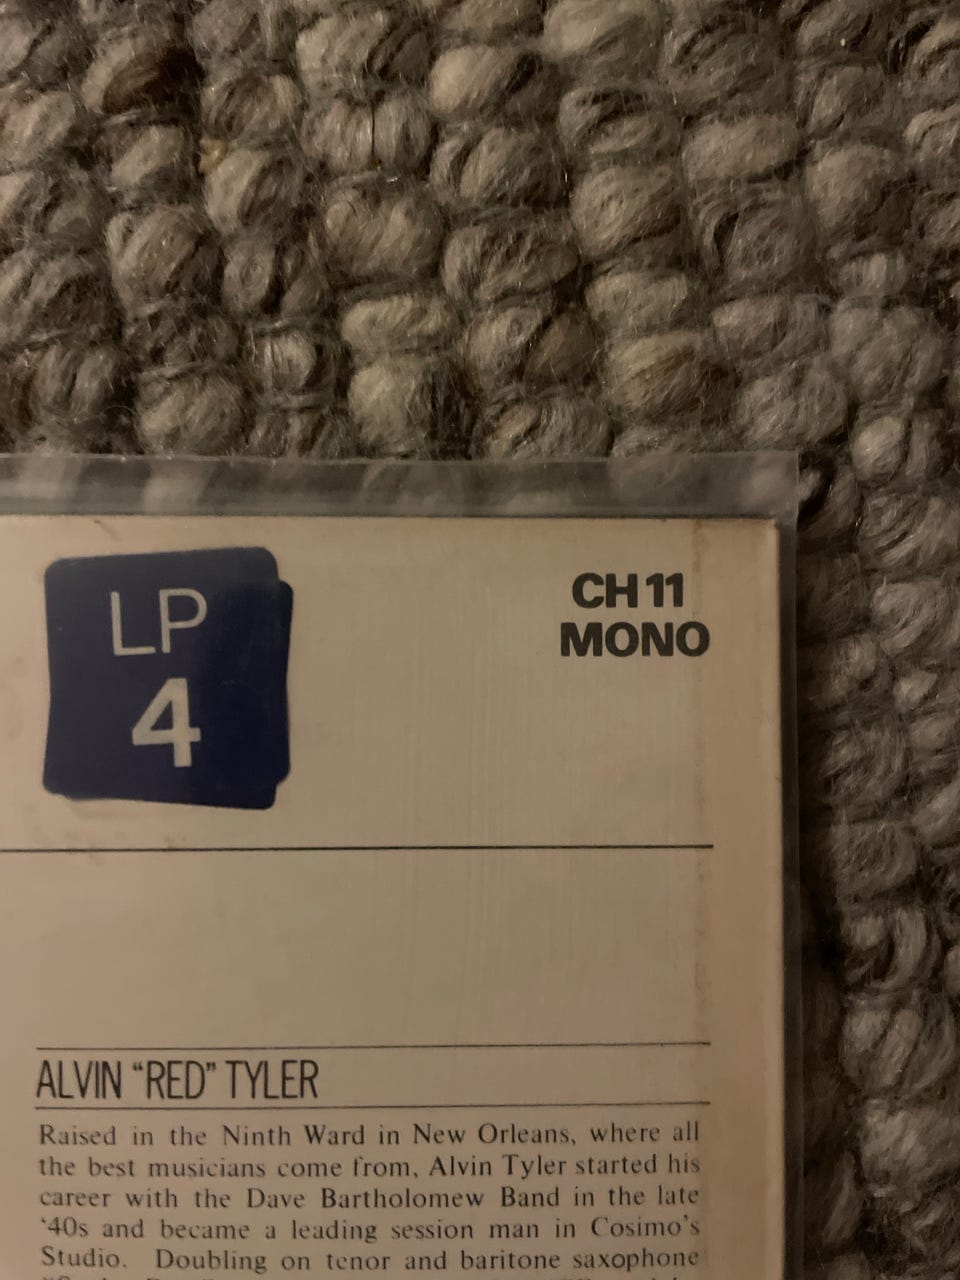 LP
4
CH 11
MONO
ALVIN “RED” TYLER
Raised in the Ninth Ward in New Orleans, where all
the best musicians come from, Alvin Tyler started his
career with the Dave Bartholomew Band in the late
‘40s and became a leading session man in Cosimo’s
Studio. Doubling on tenor and baritone saxophone